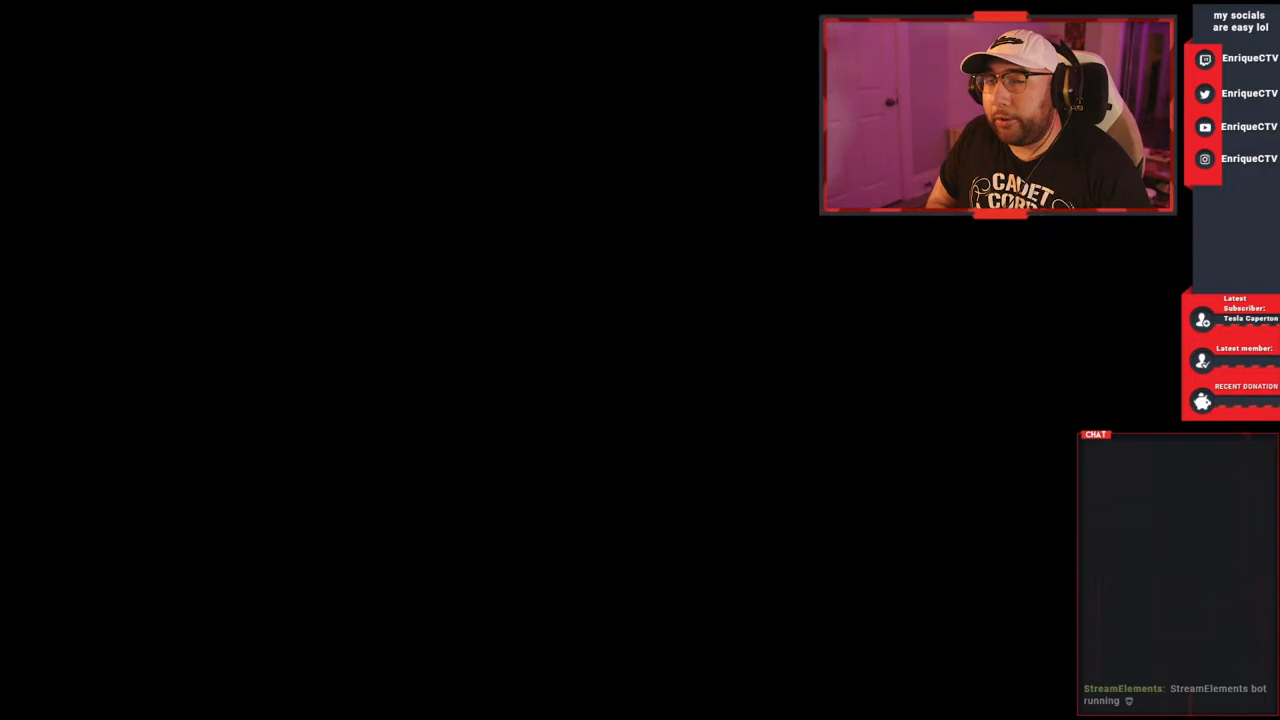 my socials
are easy lol
EnriqueCTV
EnriqueCTV
EnriqueCTV
EnriqueCTV
CADET
Latest
Subscriber:
Tesla Caperton
Latest member:
RECENT DONATION
CHAT
StreamElements: StreamElements bot
running